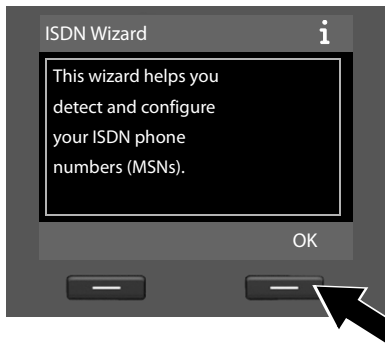 ISDN Wizard i
This wizard helps you
detect and configure
your ISDN phone
numbers (MSNs).
OK